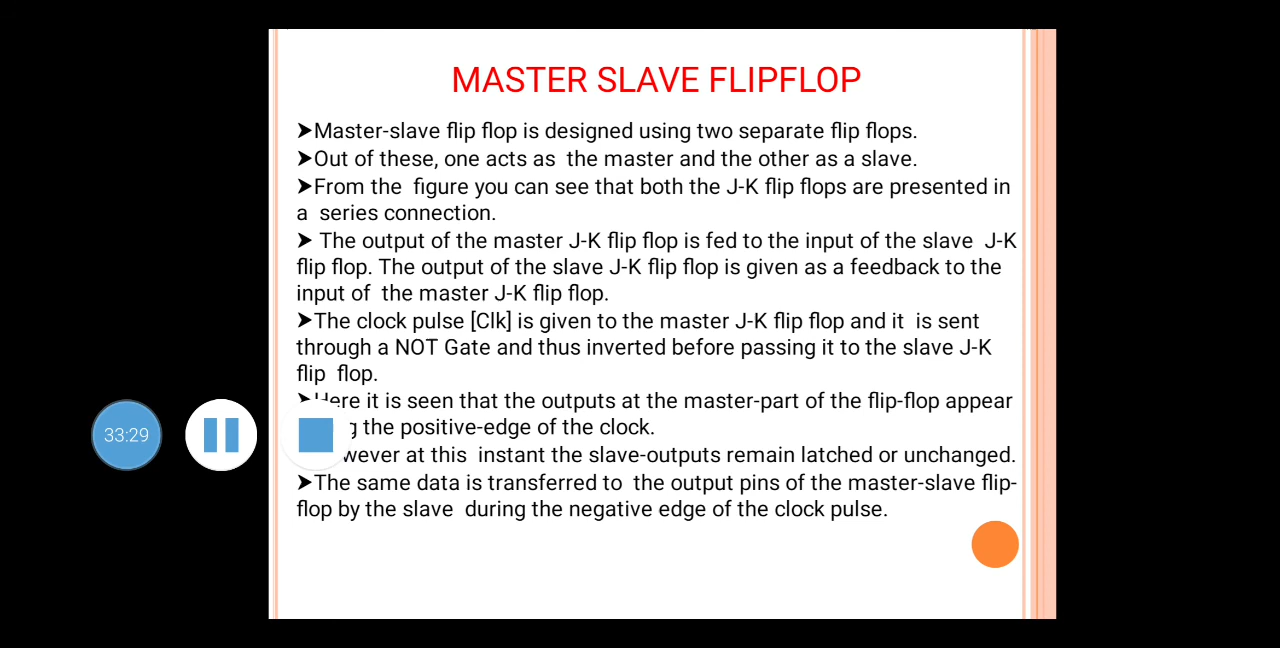 MASTER SLAVE FLIPFLOP
➤Master-slave flip flop is designed using two separate flip flops.
➤Out of these, one acts as the master and the other as a slave.
➤From the figure you can see that both the J-K flip flops are presented in
a series connection.
➤ The output of the master J-K flip flop is fed to the input of the slave J-K
flip flop. The output of the slave J-K flip flop is given as a feedback to the
input of the master J-K flip flop.
➤The clock pulse [Clk] is given to the master J-K flip flop and it is sent
through a NOT Gate and thus inverted before passing it to the slave J-K
flip flop.
➤Here it is seen that the outputs at the master-part of the flip-flop appear
the positive-edge of the clock.
at this instant the slave-outputs remain latched or unchanged.
➤The same data is transferred to the output pins of the master-slave flip-
flop by the slave during the negative edge of the clock pulse.
33:29